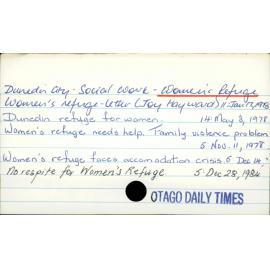 Dunedin City - Social Work - Women's Refuge
Women's refuge - letter (Joy Hayward) 11 Jan 17, 1978
Dunedin refuge for women. 14 May 3, 1978.
Women's refuge needs help. Family violence problem
5 Nov. 11, 1978.
Women's refuge faces accomodation crisis. 5 Dec 14,
No respite for Women's Refuge 5 Dec 28, 1984
OTAGO DAILY TIMES